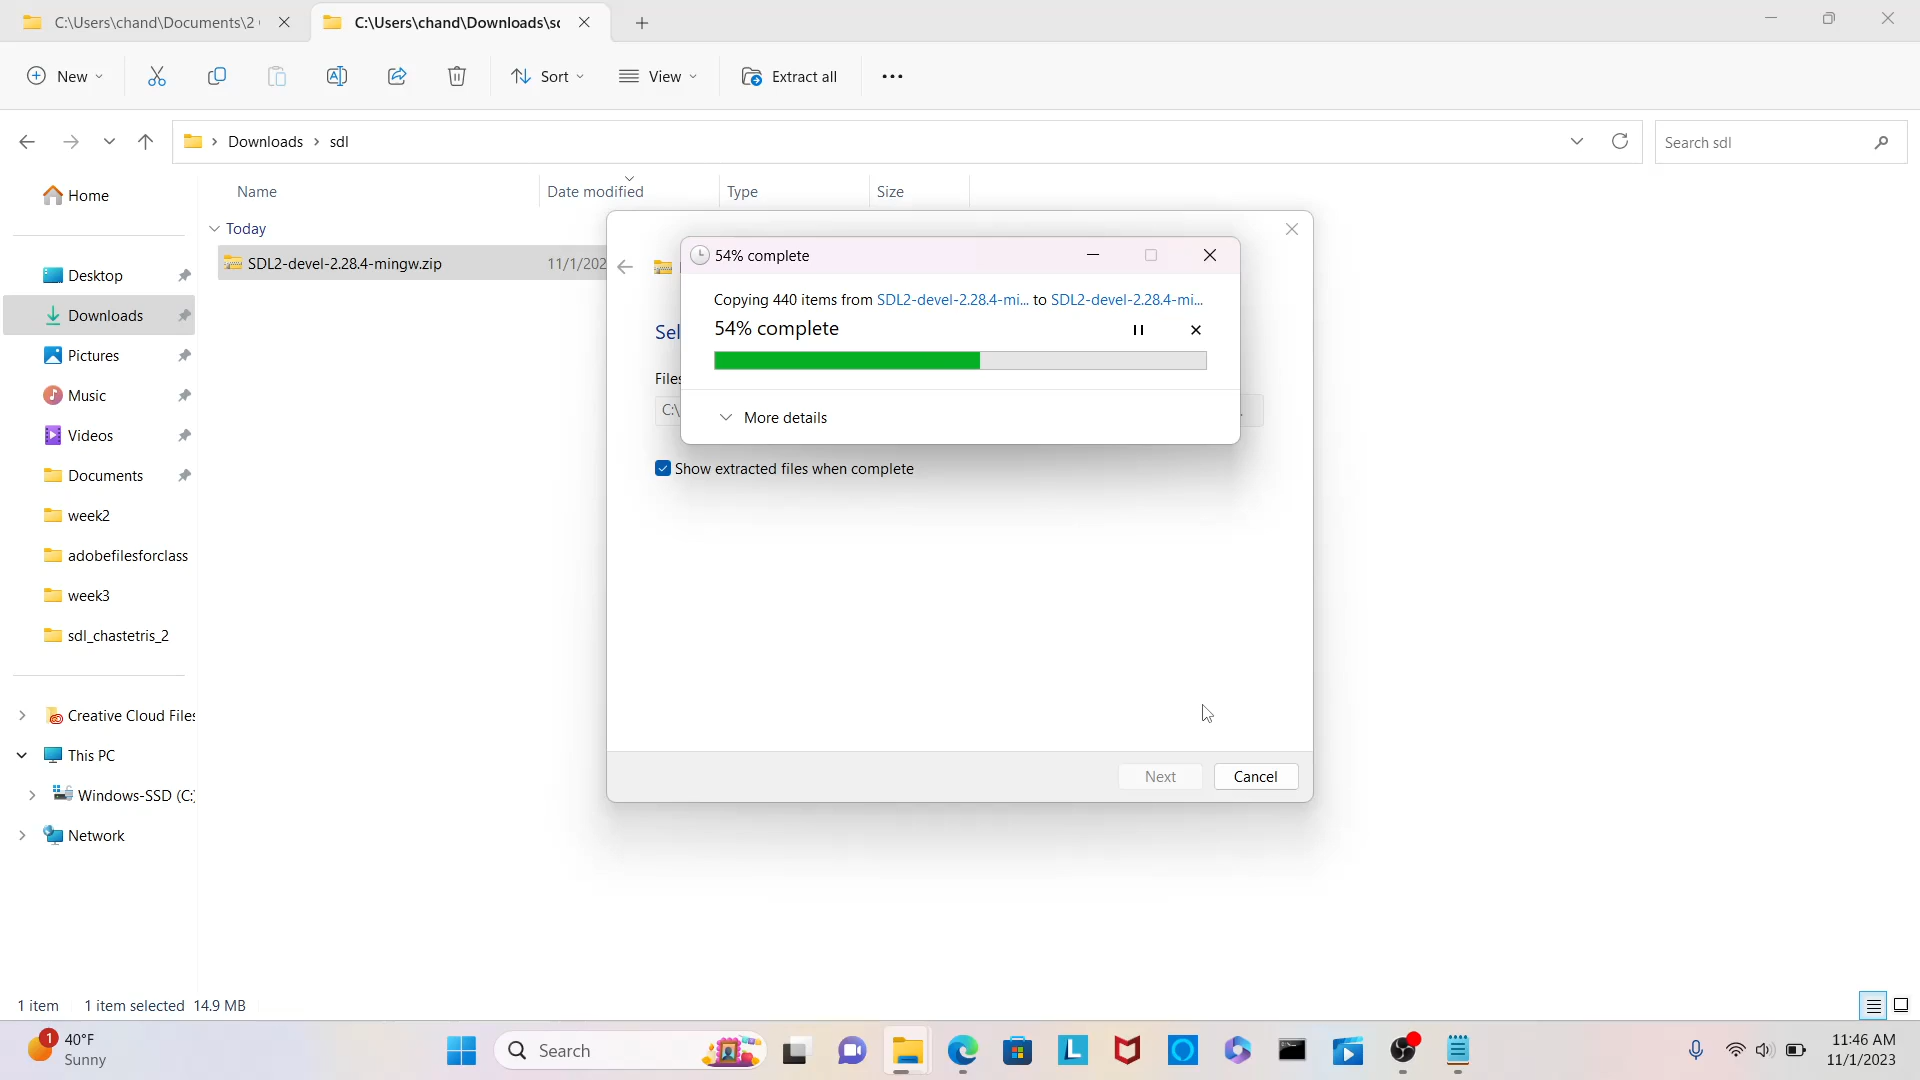 C:\Users\chand\Documents\2
C:\Users\chand\Downloads\sc
New
Sort
View
Extract all
Downloads
sdl
Search sdl
Name
Date modified
Type
Size
Home
Today
SDL2-devel-2.28.4-mingw.zip
11/1/202
Desktop
Downloads
Pictures
Music
Videos
Documents
week2
adobefilesforclass
week3
sdl_chastetris_2
Creative Cloud Files
This PC
Windows-SSD (C:)
Network
54% complete
Copying 440 items from SDL2-devel-2.28.4-mi... to SDL2-devel-2.28.4-mi...
54% complete
More details
Sel
Files
C:\
Show extracted files when complete
Next
Cancel
1 item
1 item selected 14.9 MB
1
40°F
Sunny
Search
L
11:46 AM
11/1/2023